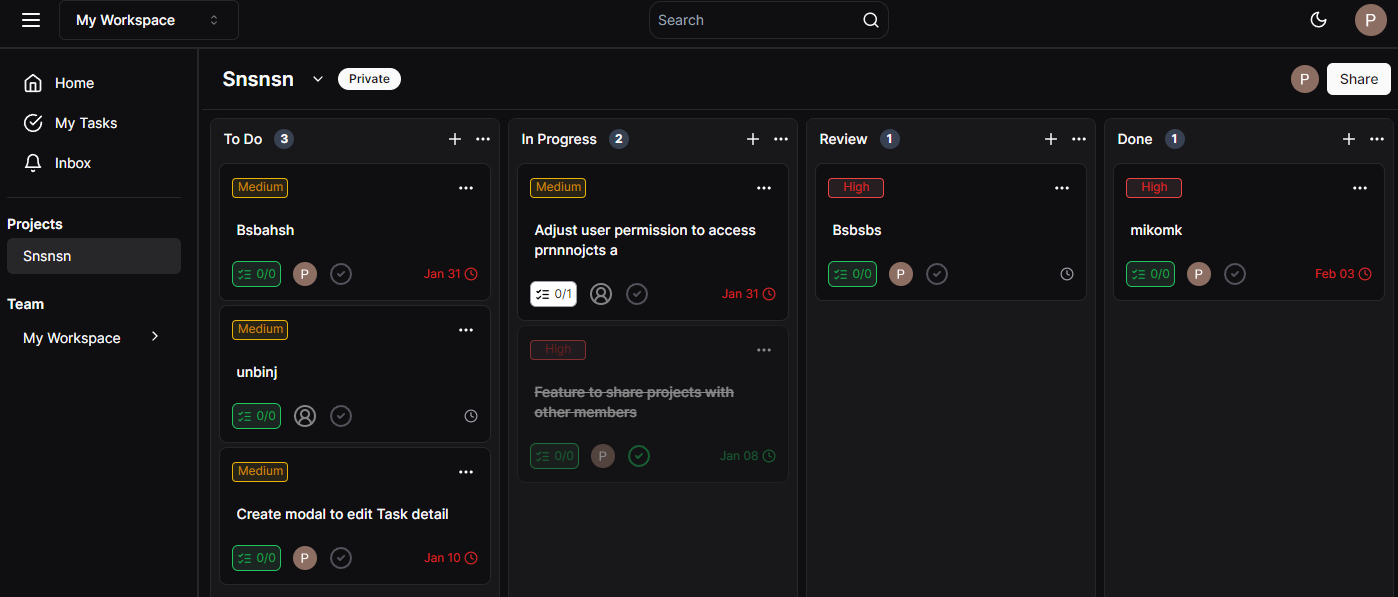 My Workspace
Search
P
Home
My Tasks
Inbox
Projects
Snsnsn
Team
My Workspace
Snsnsn
Private
P
Share
To Do 3
Medium
Bsbahsh
0/0 P Jan 31
Medium
unbinj
0/0
Medium
Create modal to edit Task detail
0/0 P Jan 10
In Progress 2
Medium
Adjust user permission to access
prnnnojcts a
0/1 Jan 31
High
Feature to share projects with
other members
0/0 P Jan 08
Review 1
High
Bsbsbs
0/0 P
Done 1
High
mikomk
0/0 P Feb 03